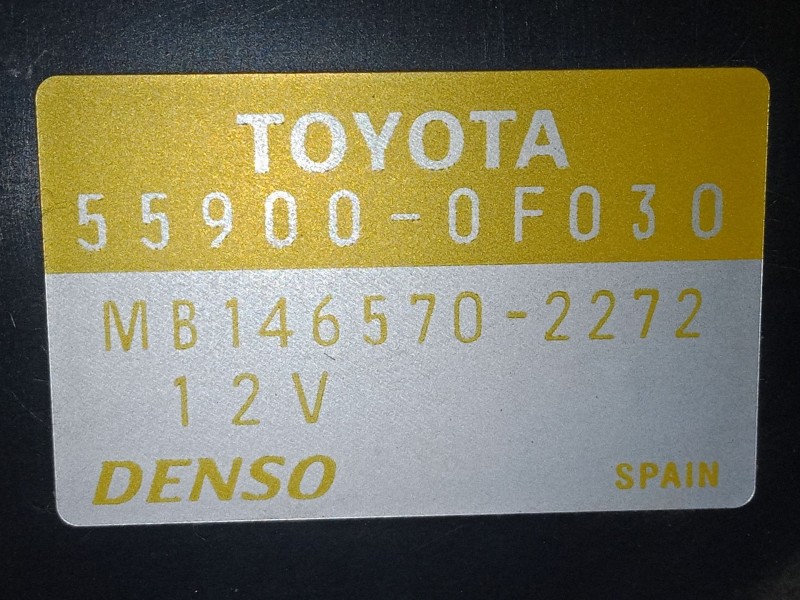 TOYOTA
55900-0F030
MB146570-2272
12V
DENSO
SPAIN